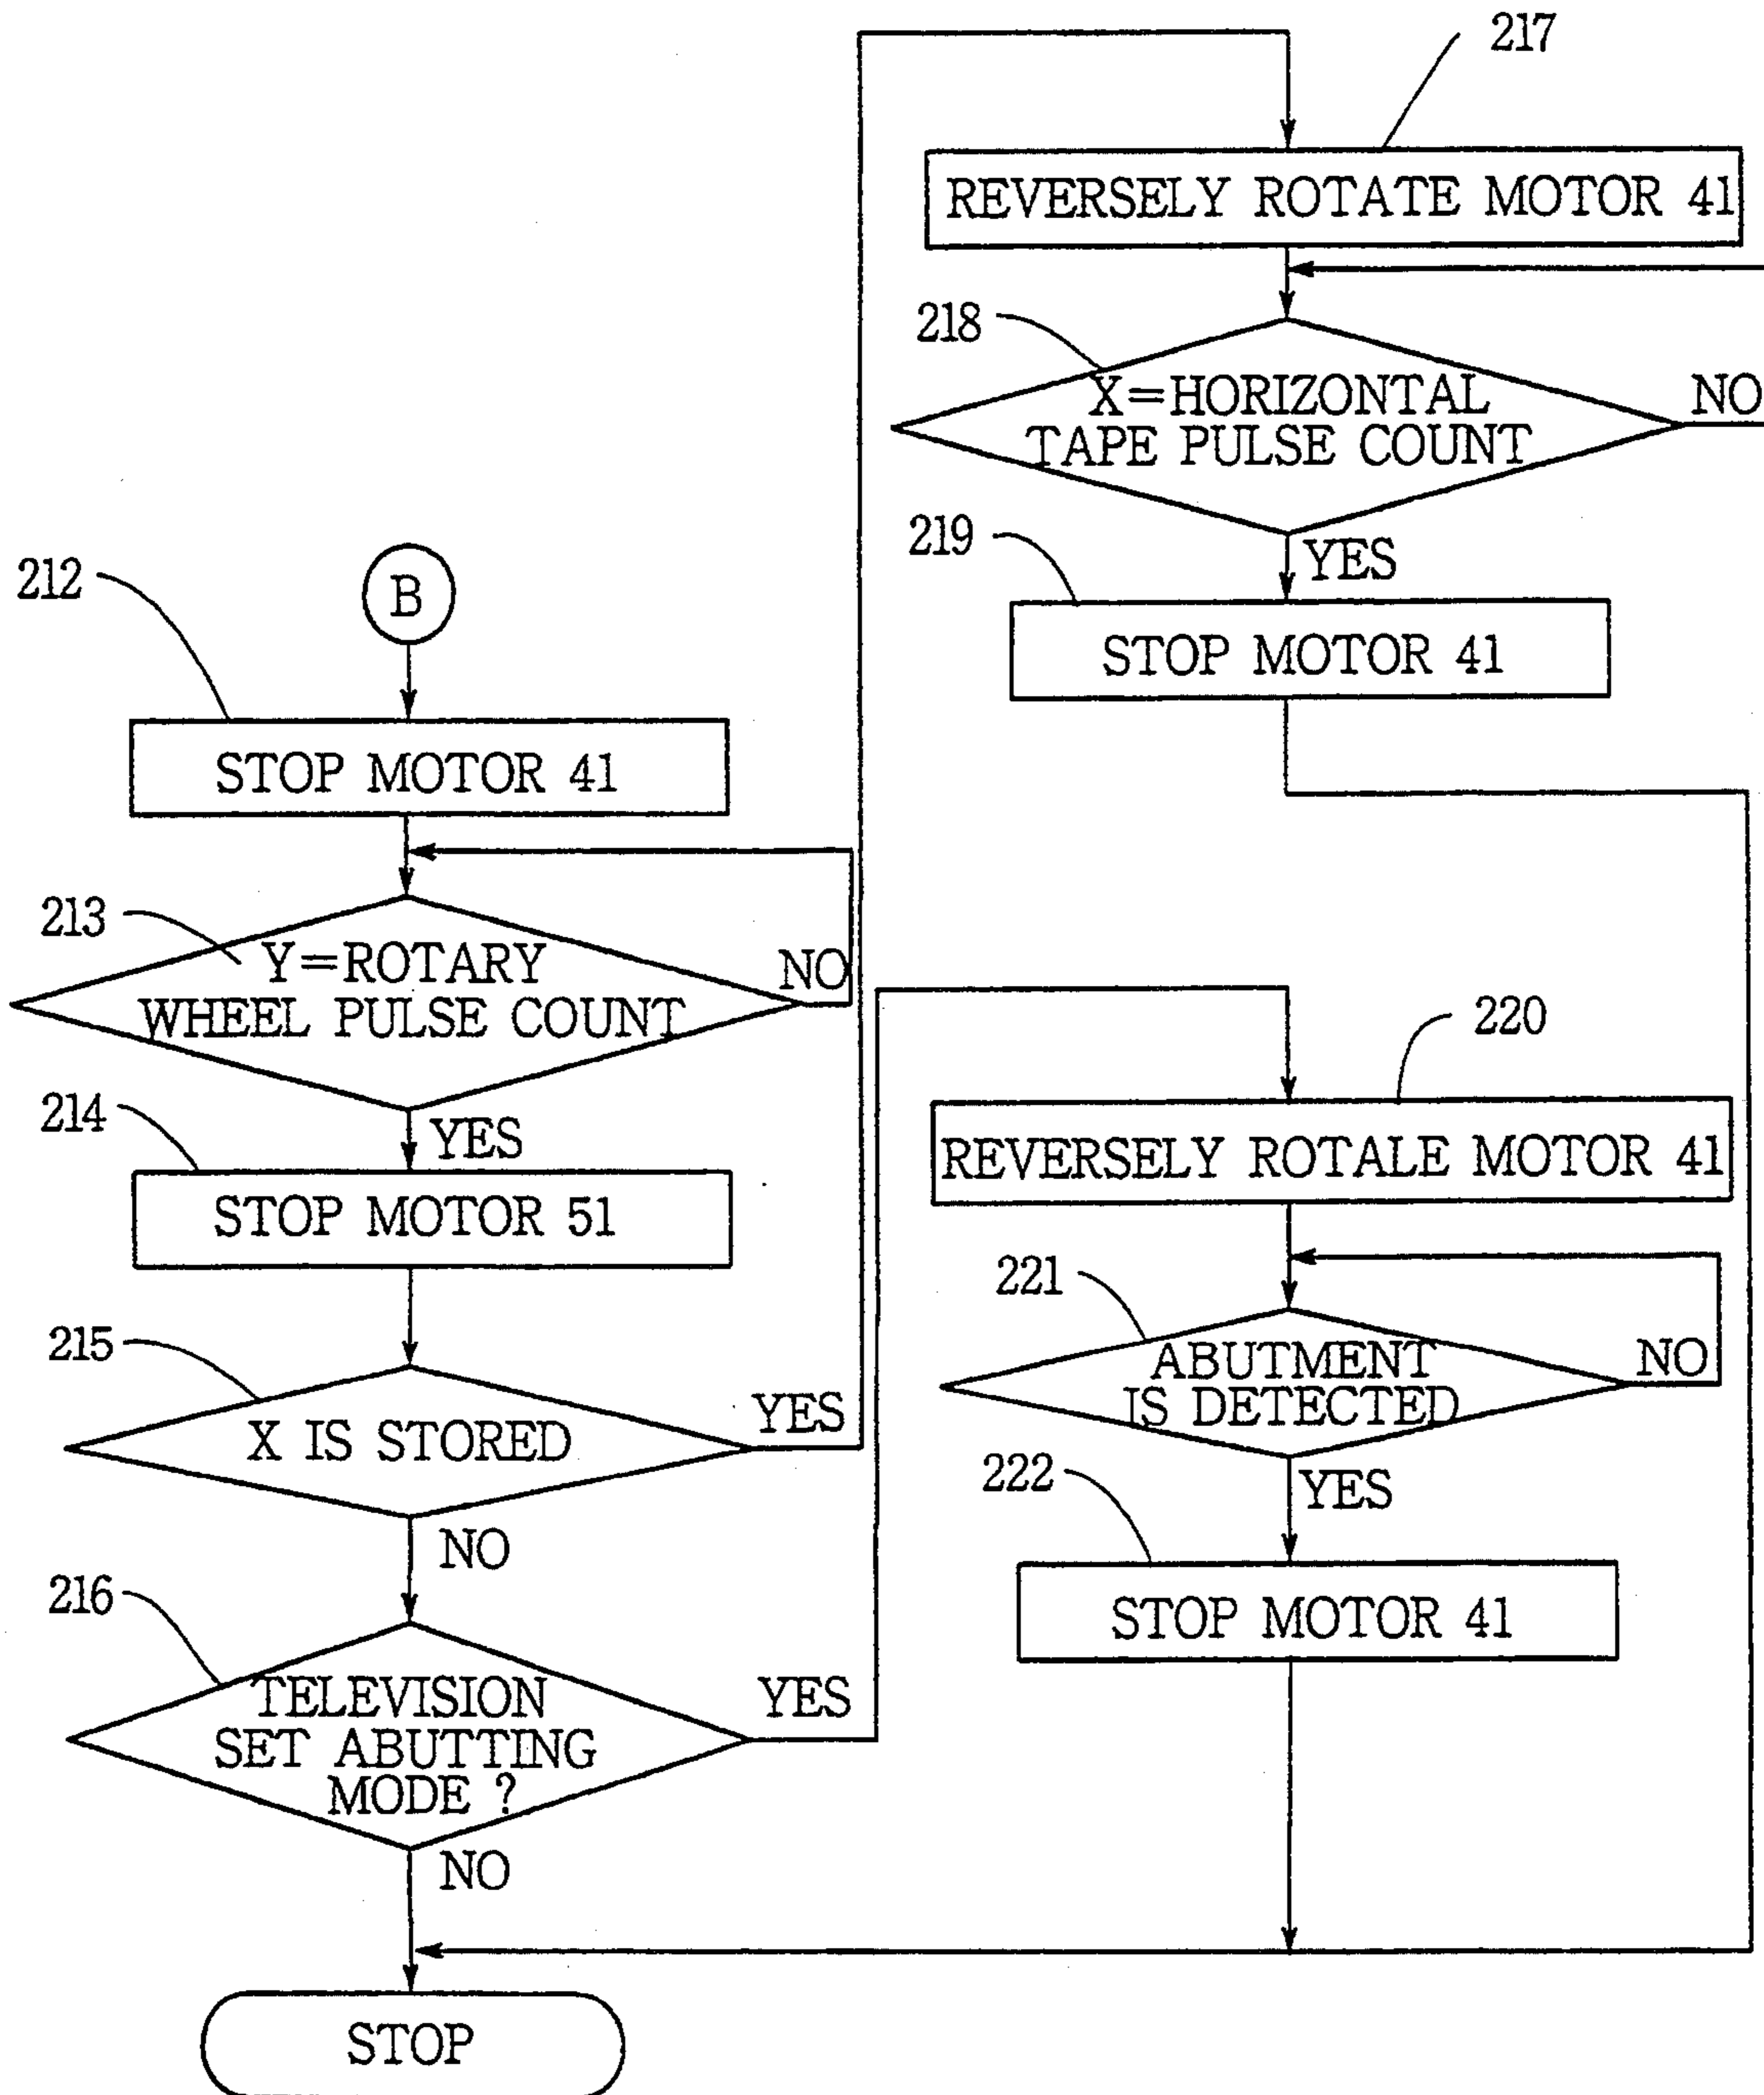 B
212
STOP MOTOR 41
213
Y=ROTARY
WHEEL PULSE COUNT
NO
YES
214
STOP MOTOR 51
215
X IS STORED
YES
NO
216
TELEVISION
SET ABUTTING
MODE ?
YES
NO
STOP
217
REVERSELY ROTATE MOTOR 41
218
X=HORIZONTAL
TAPE PULSE COUNT
NO
YES
219
STOP MOTOR 41
220
REVERSELY ROTALE MOTOR 41
221
ABUTMENT
IS DETECTED
NO
YES
222
STOP MOTOR 41